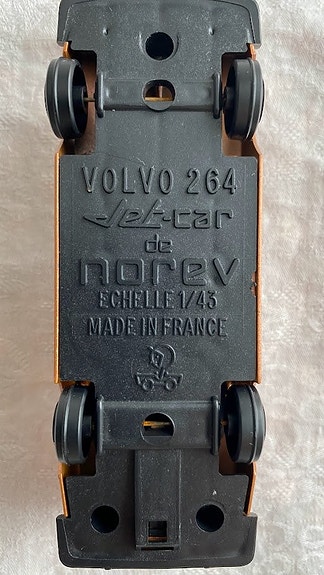 VOLVO 264
Jet-car
de
norev
ECHELLE 1/43
MADE IN FRANCE